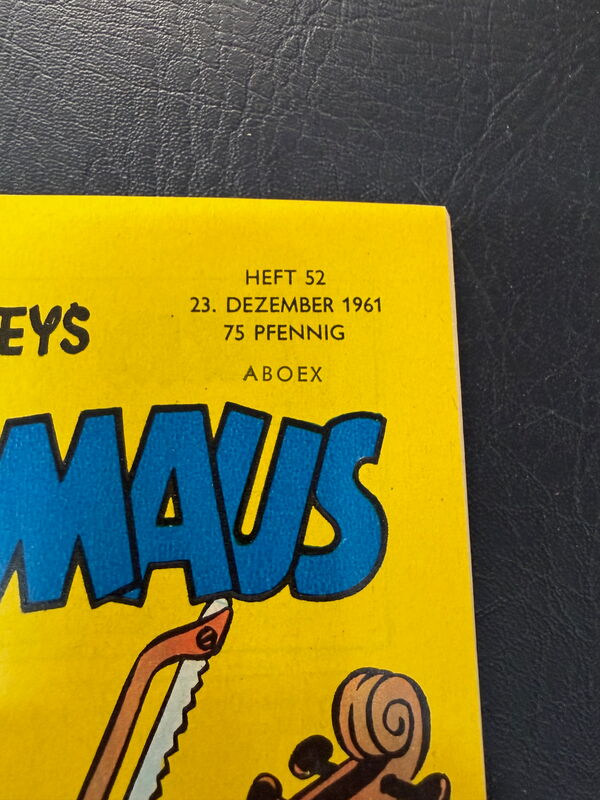 HEFT 52
23. DEZEMBER 1961
75 PFENNIG
ABOEX
EYS
MAUS